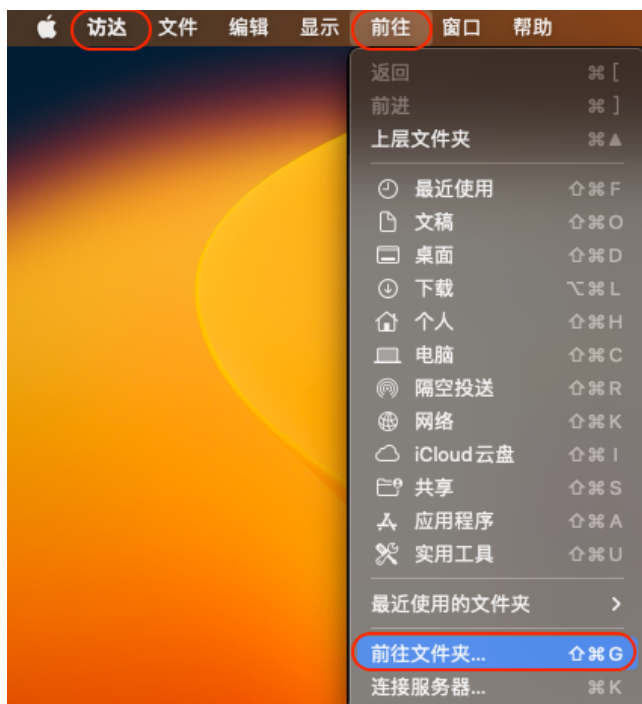 访达 文件 编辑 显示 前往 窗口 帮助
返回 ⌘ [
前进 ⌘ ]
上层文件夹 ⌘▲
最近使用 ⇧⌘F
文稿 ⇧⌘O
桌面 ⇧⌘D
下载 ⌥⌘L
个人 ⇧⌘H
电脑 ⇧⌘C
隔空投送 ⇧⌘R
网络 ⇧⌘K
iCloud云盘 ⇧⌘I
共享 ⇧⌘S
应用程序 ⇧⌘A
实用工具 ⇧⌘U
最近使用的文件夹 >
前往文件夹... ⇧⌘G
连接服务器... ⌘K